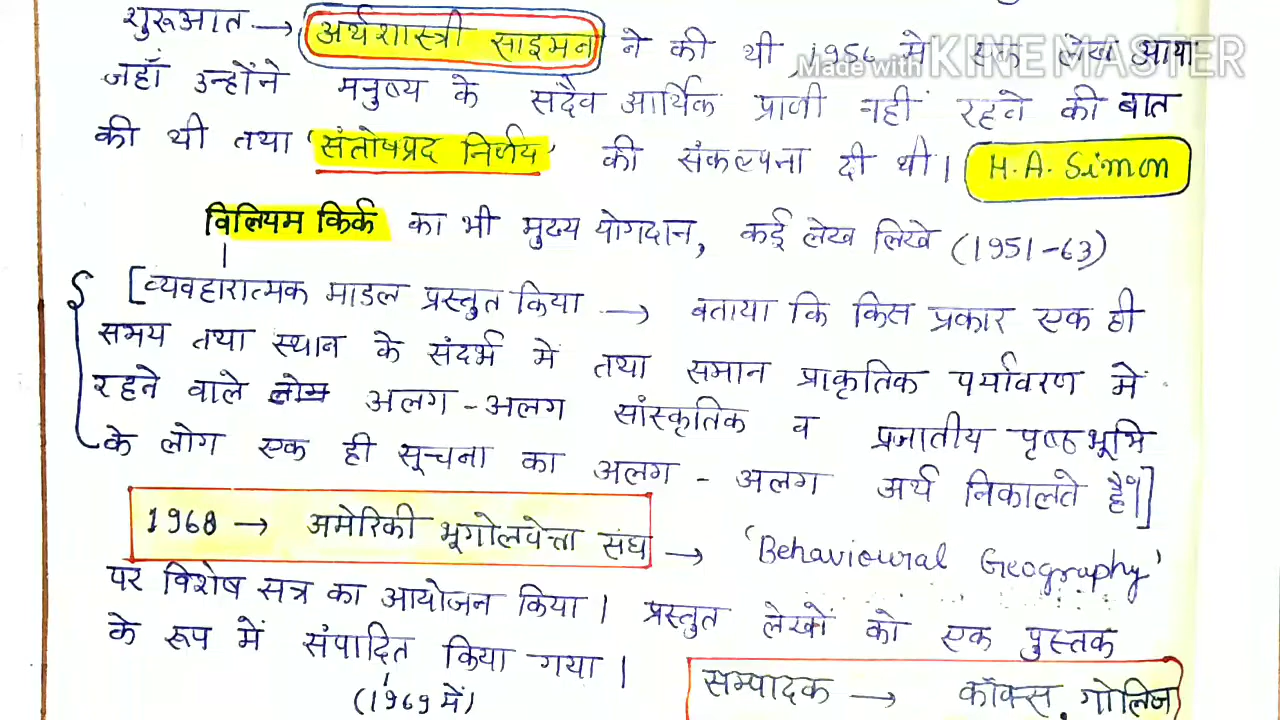 शुरूआत → अर्थशास्त्री साइमन ने की थी, 1956 मे एक लेख आया
Made with KINEMASTER
जहाँ उन्होंने मनुष्य के सदैव आर्थिक प्राणी नहीं रहने की बात
की थी तथा 'संतोषप्रद निर्णय' की संकल्पना दी थी। H.A. Simon
विलियम किर्क का भी मुख्य योगदान, कई लेख लिखे (1951-63)
[व्यवहारात्मक माडल प्रस्तुत किया → बताया कि किस प्रकार एक ही
समय तथा स्थान के संदर्भ में तथा समान प्राकृतिक पर्यावरण में
रहने वाले अलग-अलग सांस्कृतिक व प्रजातीय पृष्ठभूमि
के लोग एक ही सूचना का अलग-अलग अर्थ निकालते हैं।]
1968 → अमेरिकी भूगोलवेत्ता संघ → 'Behavioural Geography'
पर विशेष सत्र का आयोजन किया। प्रस्तुत लेखों को एक पुस्तक
के रूप में संपादित किया गया।
(1969 में)
सम्पादक → कॉक्स, गोलिज